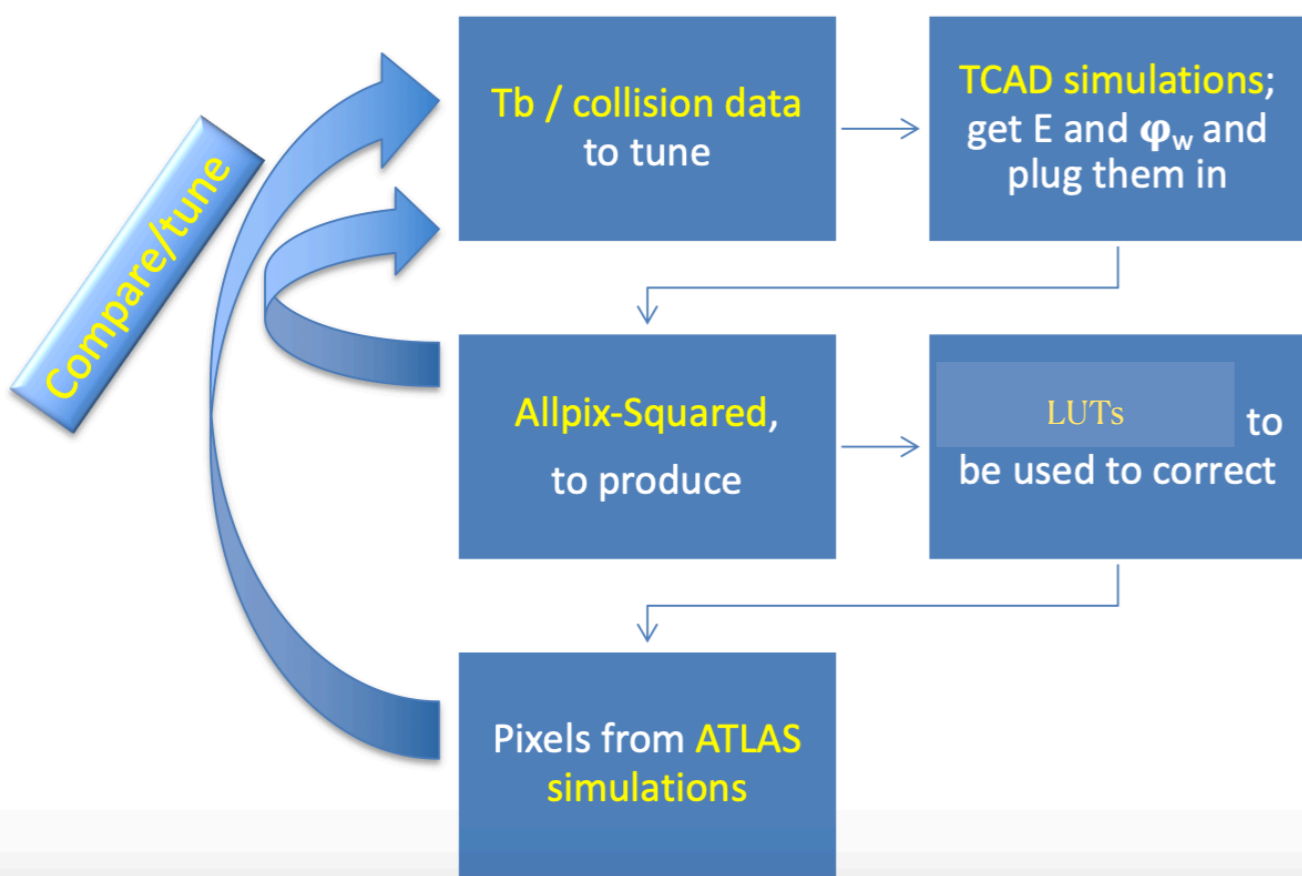 Compare/tune
Tb / collision data
to tune
TCAD simulations;
get E and φw and
plug them in
Allpix-Squared,
to produce
LUTs to
be used to correct
Pixels from ATLAS
simulations